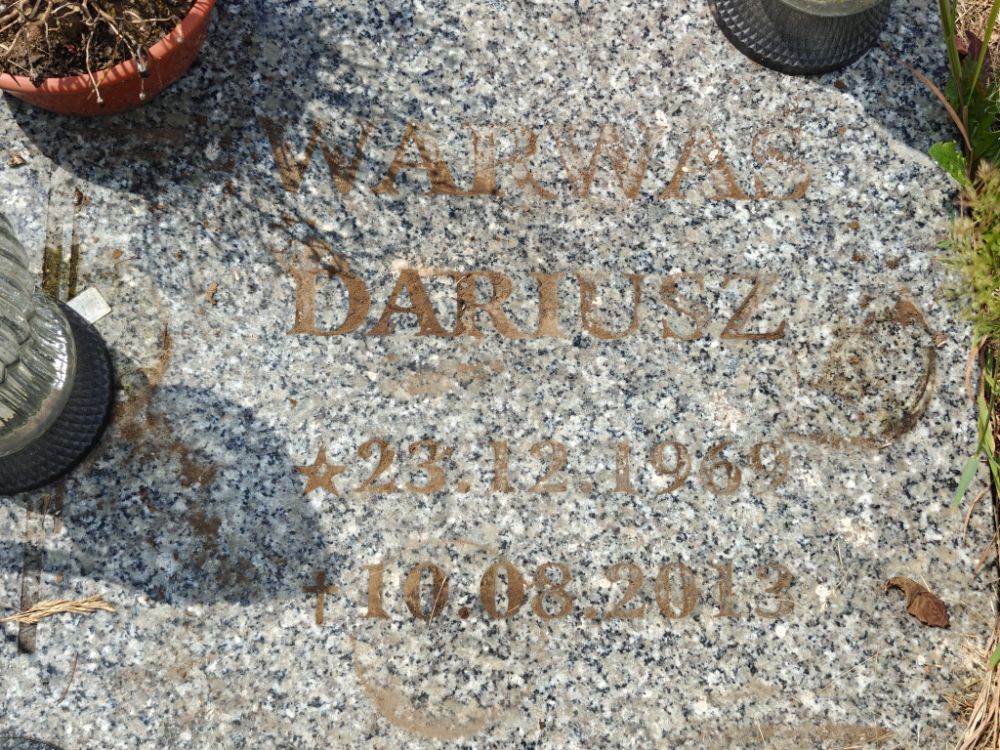 WARWAS
DARIUSZ
★23.12.1969
✝10.08.2013